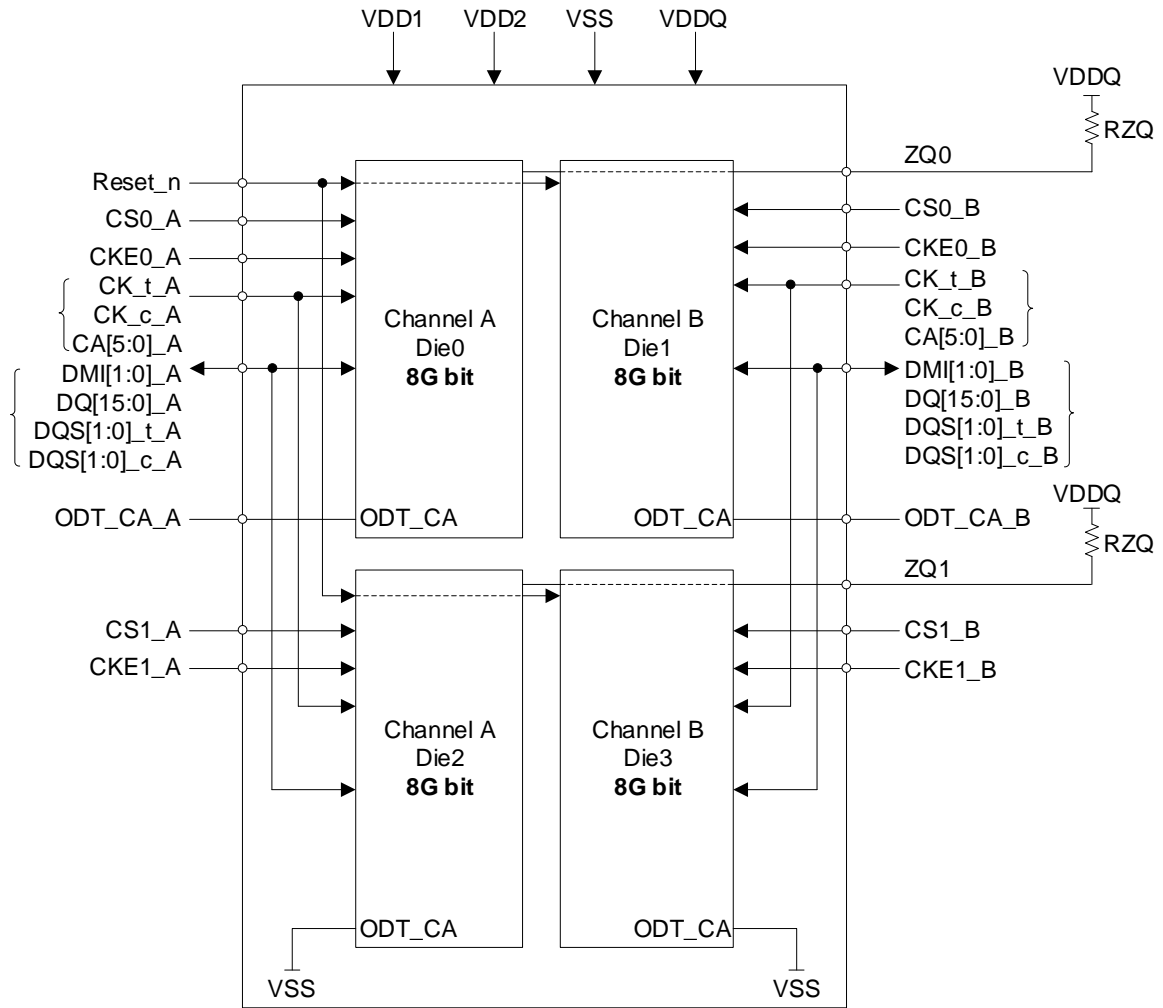 VDD1
VDD2
VSS
VDDQ
VDDQ
RZQ
ZQ0
Reset_n
CS0_A
CKE0_A
CK_t_A
CK_c_A
CA[5:0]_A
DMI[1:0]_A
DQ[15:0]_A
DQS[1:0]_t_A
DQS[1:0]_c_A
ODT_CA_A
Channel A
Die0
8G bit
ODT_CA
Channel B
Die1
8G bit
ODT_CA
CS0_B
CKE0_B
CK_t_B
CK_c_B
CA[5:0]_B
DMI[1:0]_B
DQ[15:0]_B
DQS[1:0]_t_B
DQS[1:0]_c_B
ODT_CA_B
VDDQ
RZQ
ZQ1
CS1_A
CKE1_A
Channel A
Die2
8G bit
ODT_CA
VSS
Channel B
Die3
8G bit
ODT_CA
VSS
CS1_B
CKE1_B